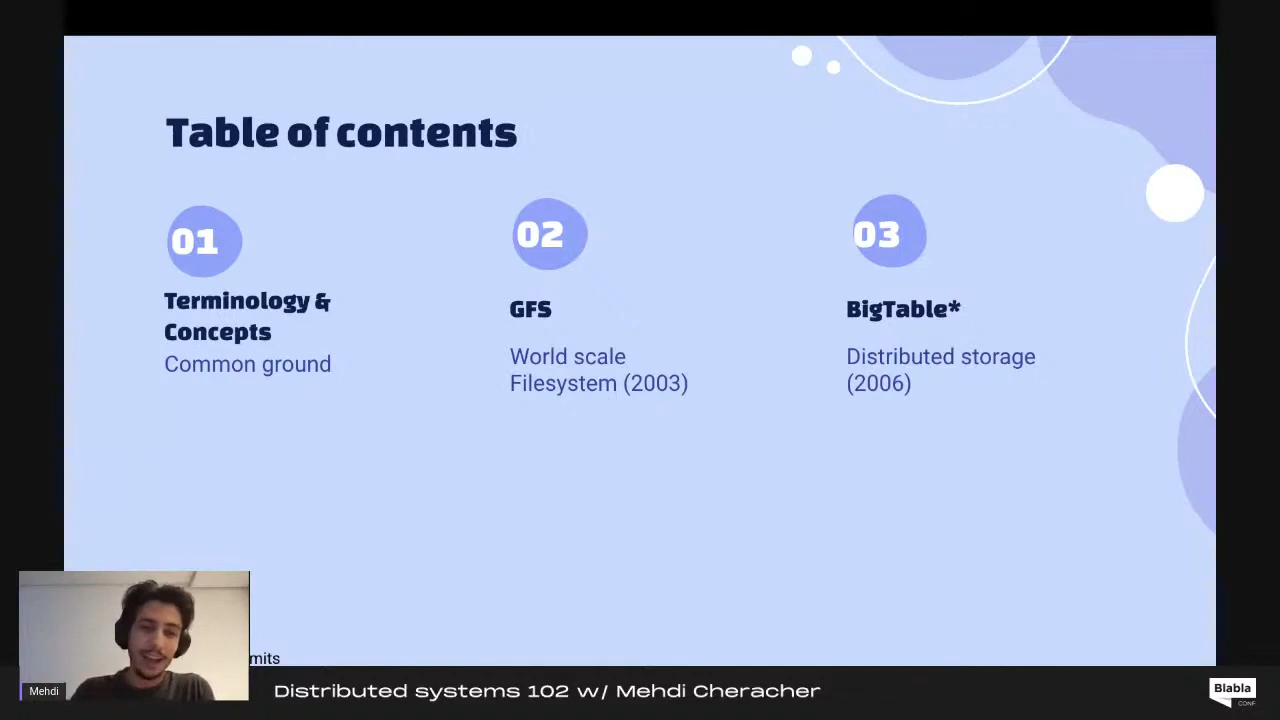 Table of contents
01
02
03
Terminology &
Concepts
Common ground
GFS
World scale
Filesystem (2003)
BigTable*
Distributed storage
(2006)
mits
Mehdi
Distributed systems 102 w/ Mehdi Cheracher
Blabla
CONF